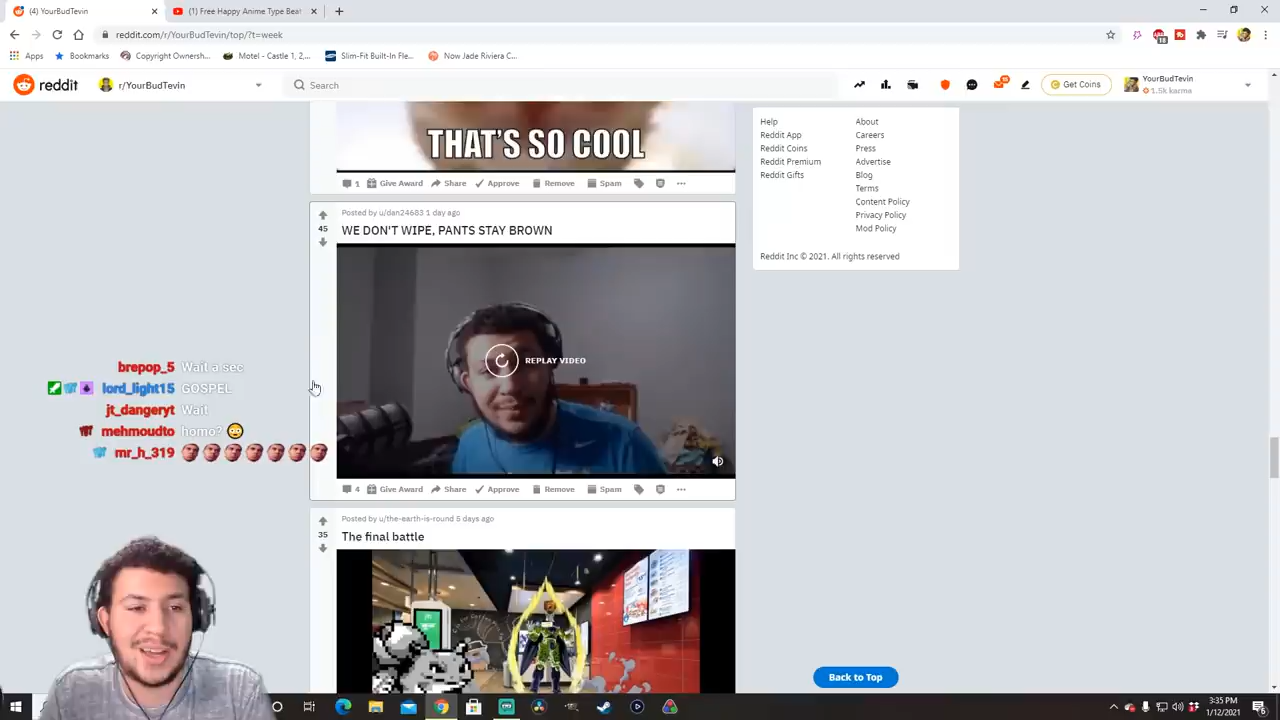 (4) YourBudTevin
(1) Free Happy Anime Type Beat
reddit.com/r/YourBudTevin/top/?t=week
Apps
Bookmarks
Copyright Ownersh...
Motel - Castle 1, 2,...
Slim-Fit Built-In Fle...
Now Jade Riviera C...
reddit
r/YourBudTevin
Search
Get Coins
YourBudTevin
1.5k karma
THAT'S SO COOL
1 Give Award Share Approve Remove Spam
Help
About
Reddit App
Careers
Reddit Coins
Press
Reddit Premium
Advertise
Reddit Gifts
Blog
Terms
Content Policy
Privacy Policy
Mod Policy
Reddit Inc © 2021. All rights reserved
Posted by u/dan24683 1 day ago
45
WE DON'T WIPE, PANTS STAY BROWN
REPLAY VIDEO
brepop_5 Wait a sec
lord_light15 GOSPEL
jt_dangeryt Wait
mehmoudto homo?
mr_h_319
4 Give Award Share Approve Remove Spam
Posted by u/the-earth-is-round 5 days ago
35
The final battle
Back to Top
3:35 PM
1/12/2021